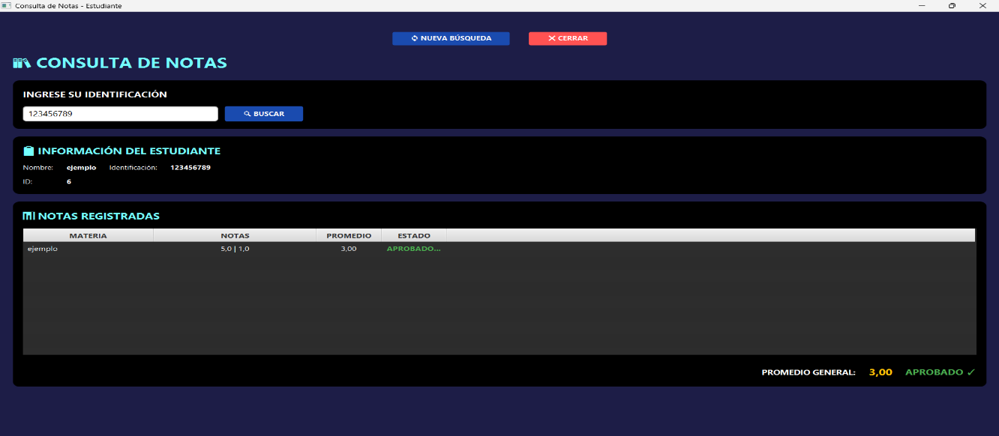 Consulta de Notas - Estudiante
NUEVA BÚSQUEDA
CERRAR
CONSULTA DE NOTAS
INGRESE SU IDENTIFICACIÓN
123456789
BUSCAR
INFORMACIÓN DEL ESTUDIANTE
Nombre: ejemplo Identificación: 123456789
ID: 6
NOTAS REGISTRADAS
MATERIA NOTAS PROMEDIO ESTADO
ejemplo 5,0 | 1,0 3,00 APROBADO...
PROMEDIO GENERAL: 3,00 APROBADO ✓